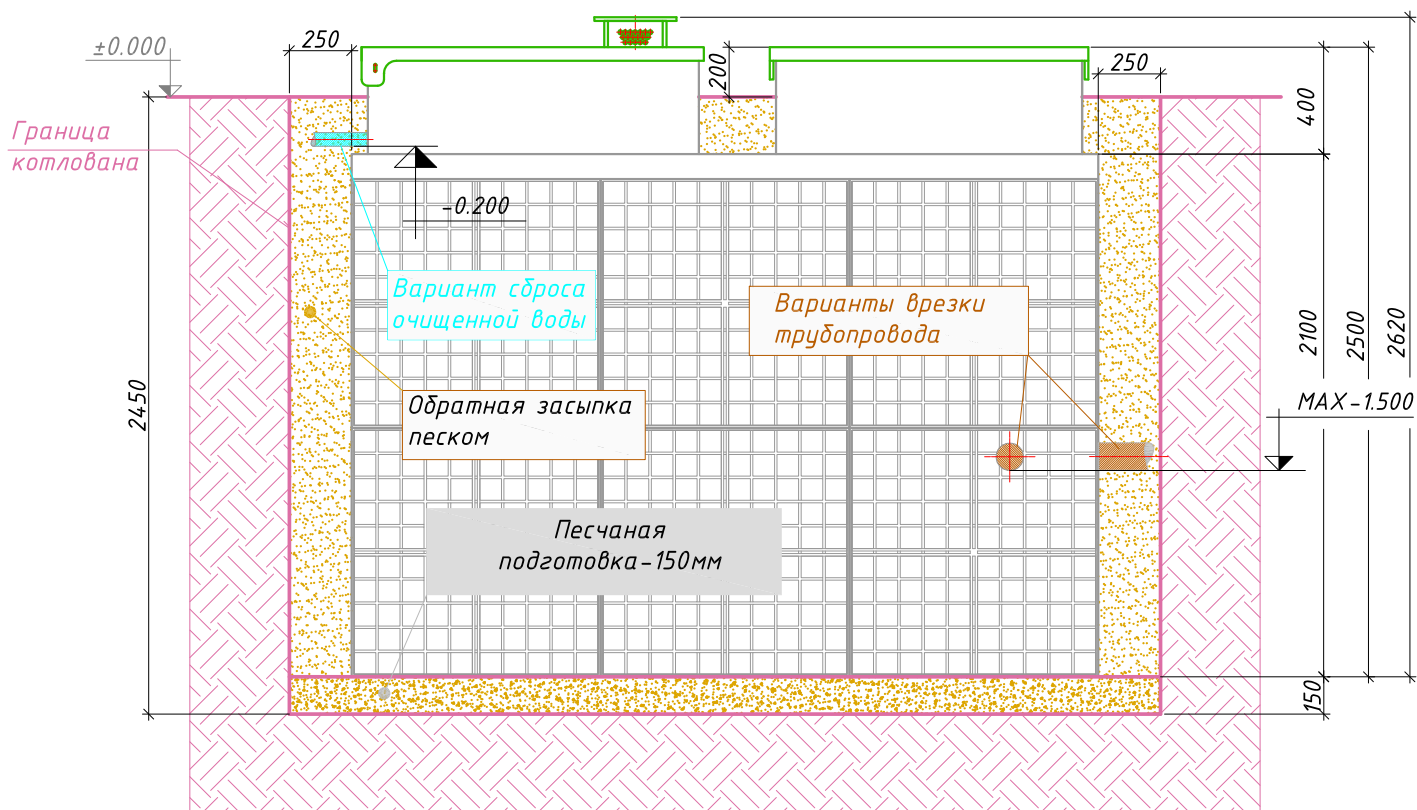 ±0.000
250
200
250
400
Граница
котлована
-0.200
Вариант сброса
очищенной воды
Варианты врезки
трубопровода
2100
2500
2620
2450
Обратная засыпка
песком
MAX-1.500
Песчаная
подготовка-150мм
150